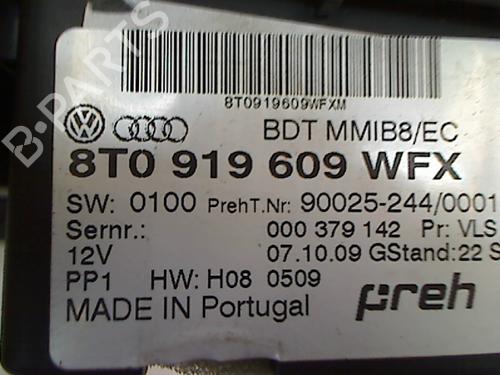 B-PARTS
8T0919609WFXM
BDT MMIB8/EC
8T0 919 609 WFX
SW: 0100 PrehT.Nr: 90025-244/0001
Sernr.: 000 379 142 Pr: VLS
12V 07.10.09 GStand:22 S
PP1 HW: H08 0509
MADE IN Portugal preh